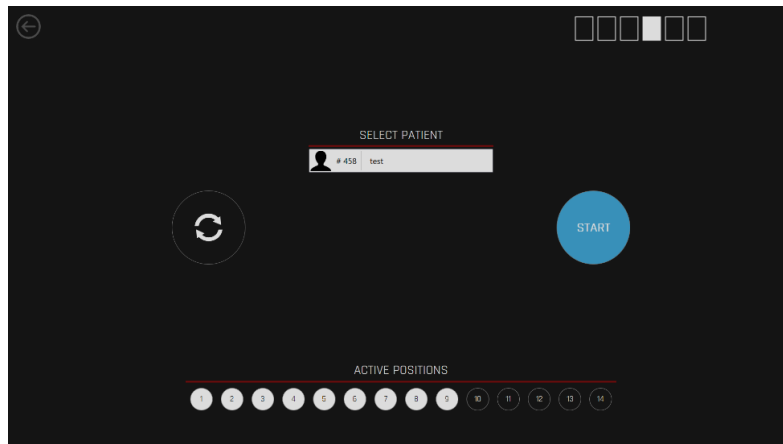 SELECT PATIENT
# 458 test
START
ACTIVE POSITIONS
1 2 3 4 5 6 7 8 9 10 11 12 13 14